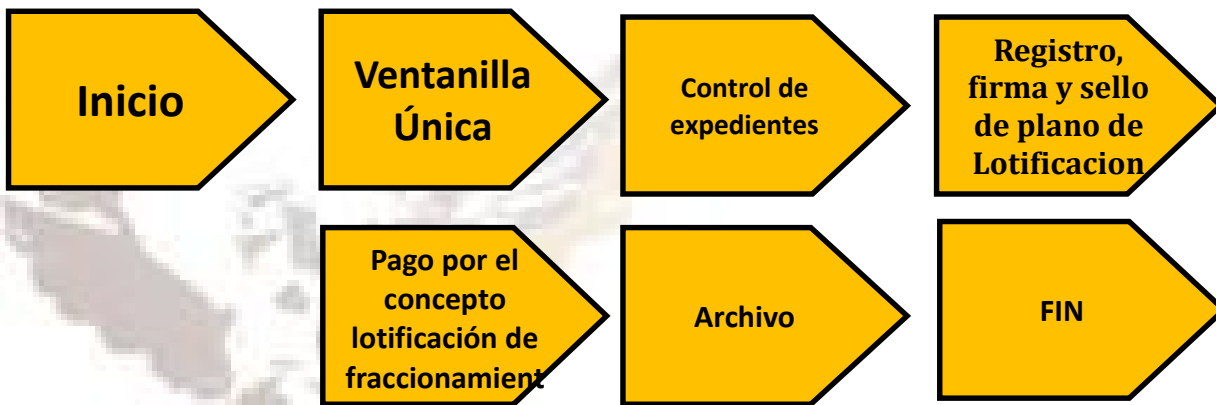 Inicio
Ventanilla
Única
Control de
expedientes
Registro,
firma y sello
de plano de
Lotificacion
Pago por el
concepto
lotificación de
fraccionamient
Archivo
FIN